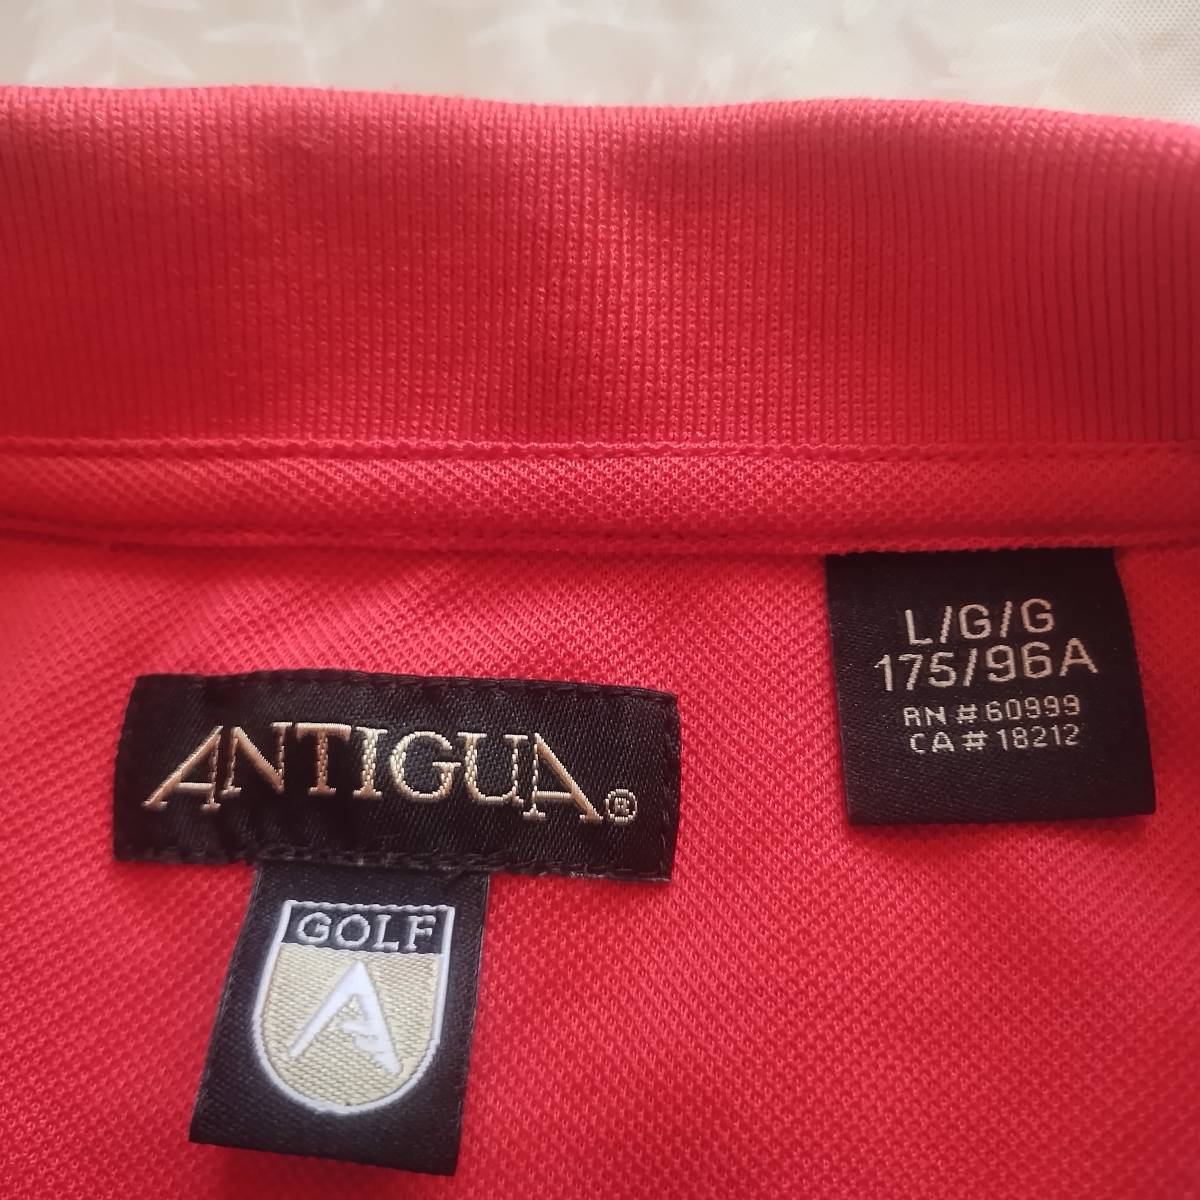 ANTIGUA®
GOLF
L/G/G
175/96A
RN # 60999
CA # 18212